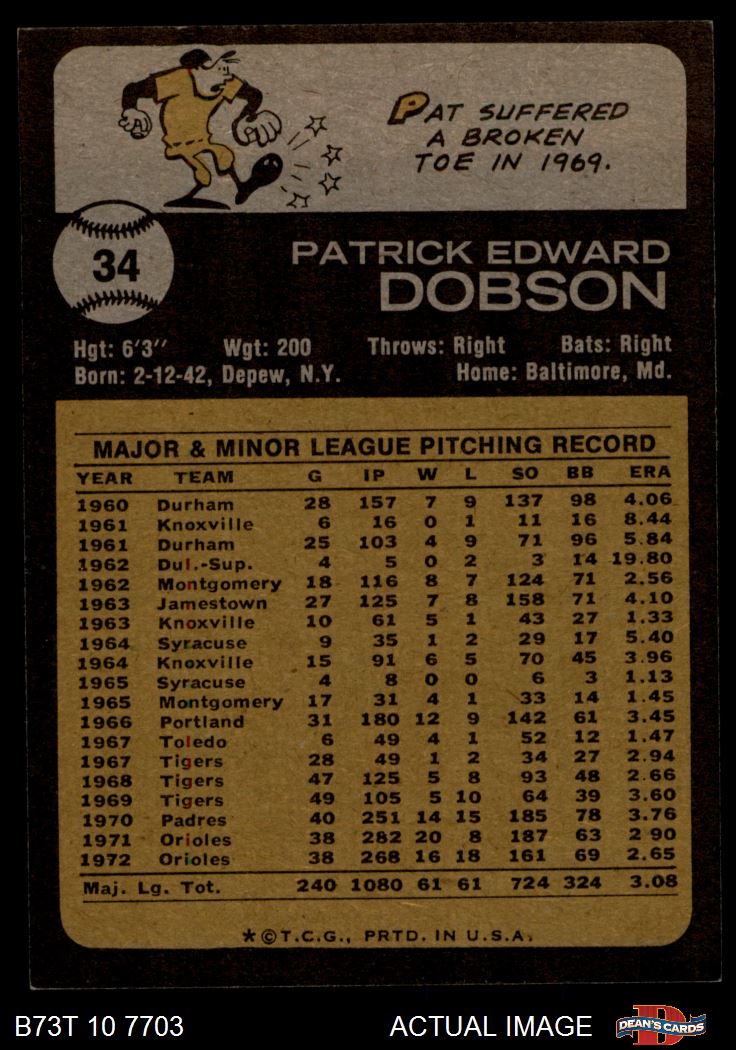 PAT SUFFERED
A BROKEN
TOE IN 1969.
34
PATRICK EDWARD
DOBSON
Hgt: 6'3" Wgt: 200 Throws: Right Bats: Right
Born: 2-12-42, Depew, N.Y. Home: Baltimore, Md.
MAJOR & MINOR LEAGUE PITCHING RECORD
YEAR TEAM G IP W L SO BB ERA
1960 Durham 28 157 7 9 137 98 4.06
1961 Knoxville 6 16 0 1 11 16 8.44
1961 Durham 25 103 4 9 71 96 5.84
1962 Dul.-Sup. 4 5 0 2 3 14 19.80
1962 Montgomery 18 116 8 7 124 71 2.56
1963 Jamestown 27 125 7 8 158 71 4.10
1963 Knoxville 10 61 5 1 43 27 1.33
1964 Syracuse 9 35 1 2 29 17 5.40
1964 Knoxville 15 91 6 5 70 45 3.96
1965 Syracuse 4 8 0 0 6 3 1.13
1965 Montgomery 17 31 4 1 33 14 1.45
1966 Portland 31 180 12 9 142 61 3.45
1967 Toledo 6 49 4 1 52 12 1.47
1967 Tigers 28 49 1 2 34 27 2.94
1968 Tigers 47 125 5 8 93 48 2.66
1969 Tigers 49 105 5 10 64 39 3.60
1970 Padres 40 251 14 15 185 78 3.76
1971 Orioles 38 282 20 8 187 63 2 90
1972 Orioles 38 268 16 18 161 69 2.65
Maj. Lg. Tot. 240 1080 61 61 724 324 3.08
*©T.C.G., PRTD. IN U.S.A.
B73T 10 7703 ACTUAL IMAGE D DEAN'S CARDS